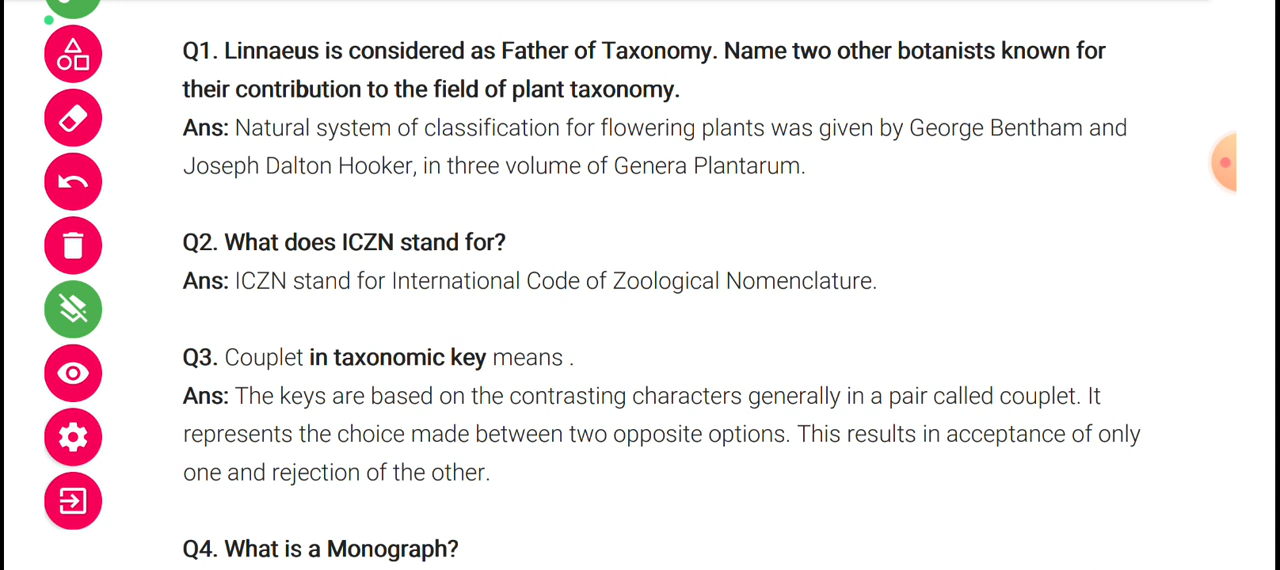 Q1. Linnaeus is considered as Father of Taxonomy. Name two other botanists known for
their contribution to the field of plant taxonomy.
Ans: Natural system of classification for flowering plants was given by George Bentham and
Joseph Dalton Hooker, in three volume of Genera Plantarum.
Q2. What does ICZN stand for?
Ans: ICZN stand for International Code of Zoological Nomenclature.
Q3. Couplet in taxonomic key means .
Ans: The keys are based on the contrasting characters generally in a pair called couplet. It
represents the choice made between two opposite options. This results in acceptance of only
one and rejection of the other.
Q4. What is a Monograph?